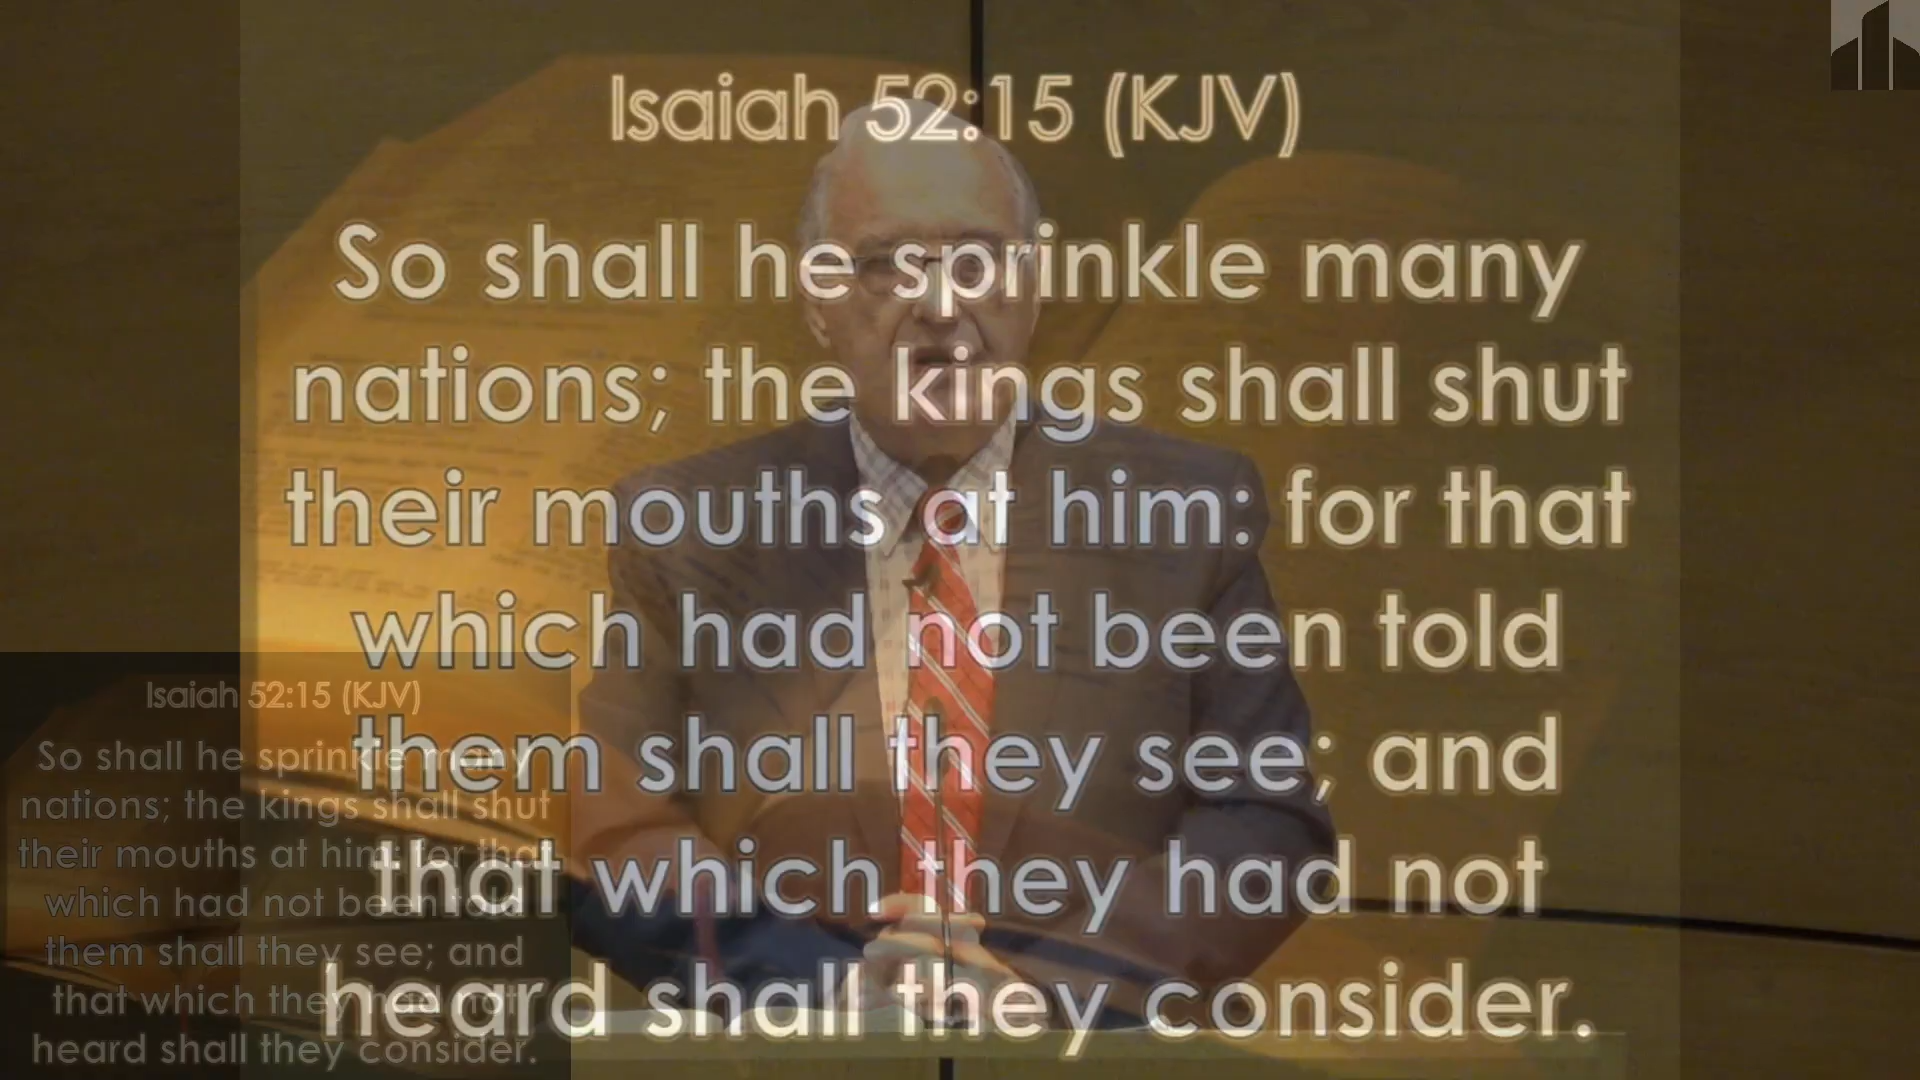 Isaiah 52:15 (KJV)
So shall he sprinkle many
nations; the kings shall shut
their mouths at him: for that
which had not been told
them shall they see; and
that which they had not
heard shall they consider.
Isaiah 52:15 (KJV)
So shall he sprinkle many
nations; the kings shall shut
their mouths at him: for that
which had not been told
them shall they see; and
that which they had not
heard shall they consider.